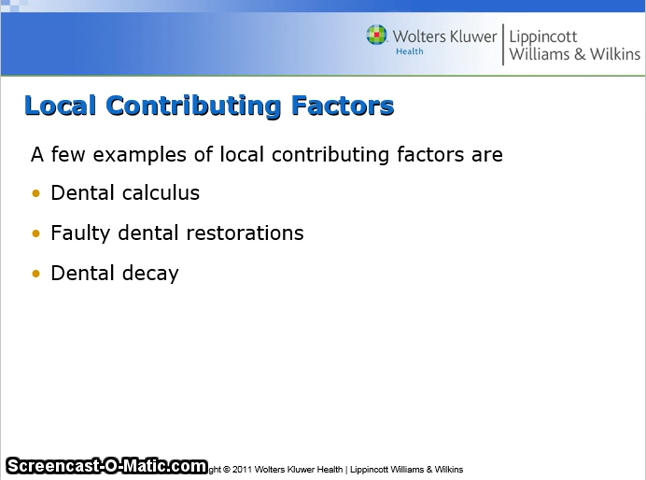 Wolters Kluwer
Health
Lippincott
Williams & Wilkins
Local Contributing Factors
A few examples of local contributing factors are
• Dental calculus
• Faulty dental restorations
• Dental decay
Screencast-O-Matic.com
© 2011 Wolters Kluwer Health | Lippincott Williams & Wilkins